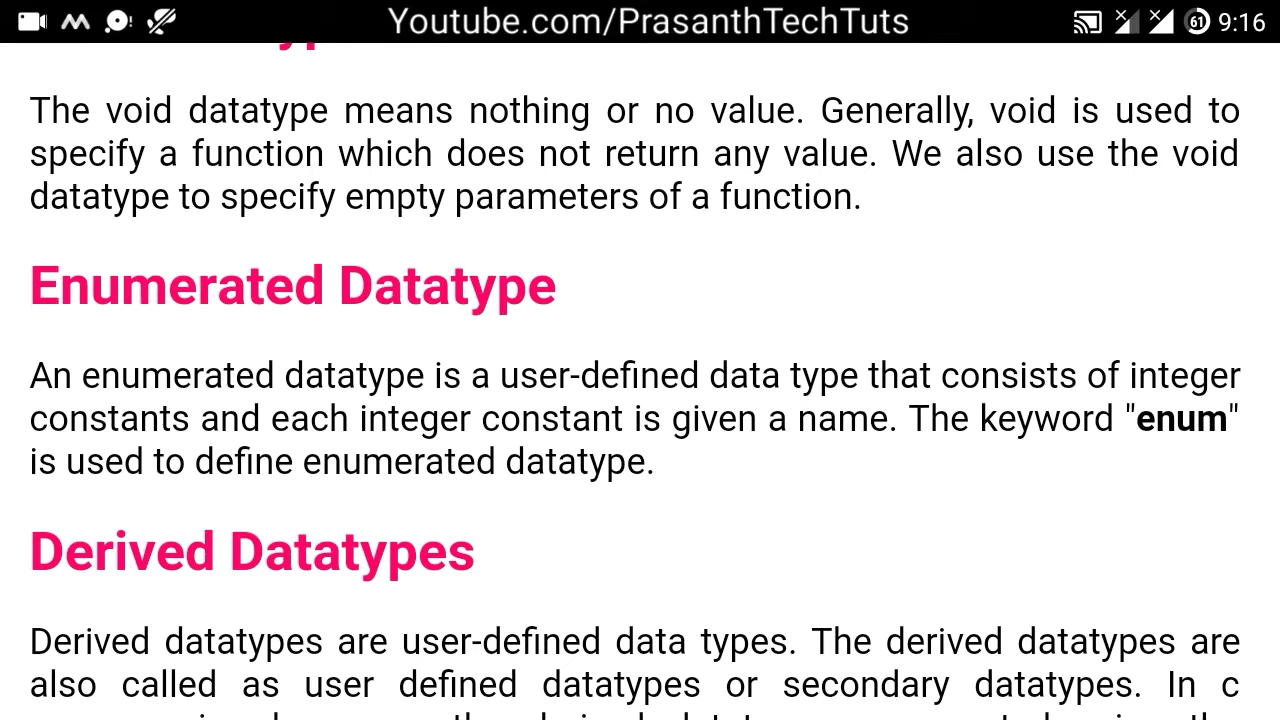 Youtube.com/PrasanthTechTuts
61 9:16
The void datatype means nothing or no value. Generally, void is used to
specify a function which does not return any value. We also use the void
datatype to specify empty parameters of a function.
Enumerated Datatype
An enumerated datatype is a user-defined data type that consists of integer
constants and each integer constant is given a name. The keyword "enum"
is used to define enumerated datatype.
Derived Datatypes
Derived datatypes are user-defined data types. The derived datatypes are
also called as user defined datatypes or secondary datatypes. In c